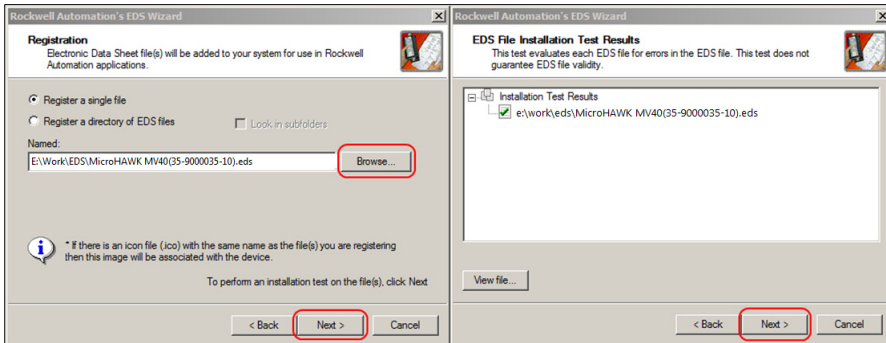 Rockwell Automation's EDS Wizard
Registration
Electronic Data Sheet file(s) will be added to your system for use in Rockwell
Automation applications.
Register a single file
Register a directory of EDS files
Look in subfolders
Named:
E:\Work\EDS\MicroHAWK MV40(35-9000035-10).eds
Browse...
* If there is an icon file (.ico) with the same name as the file(s) you are registering
then this image will be associated with the device.
To perform an installation test on the file(s), click Next
< Back
Next >
Cancel
Rockwell Automation's EDS Wizard
EDS File Installation Test Results
This test evaluates each EDS file for errors in the EDS file. This test does not
guarantee EDS file validity.
Installation Test Results
e:\work\eds\MicroHAWK MV40(35-9000035-10).eds
View file...
< Back
Next >
Cancel